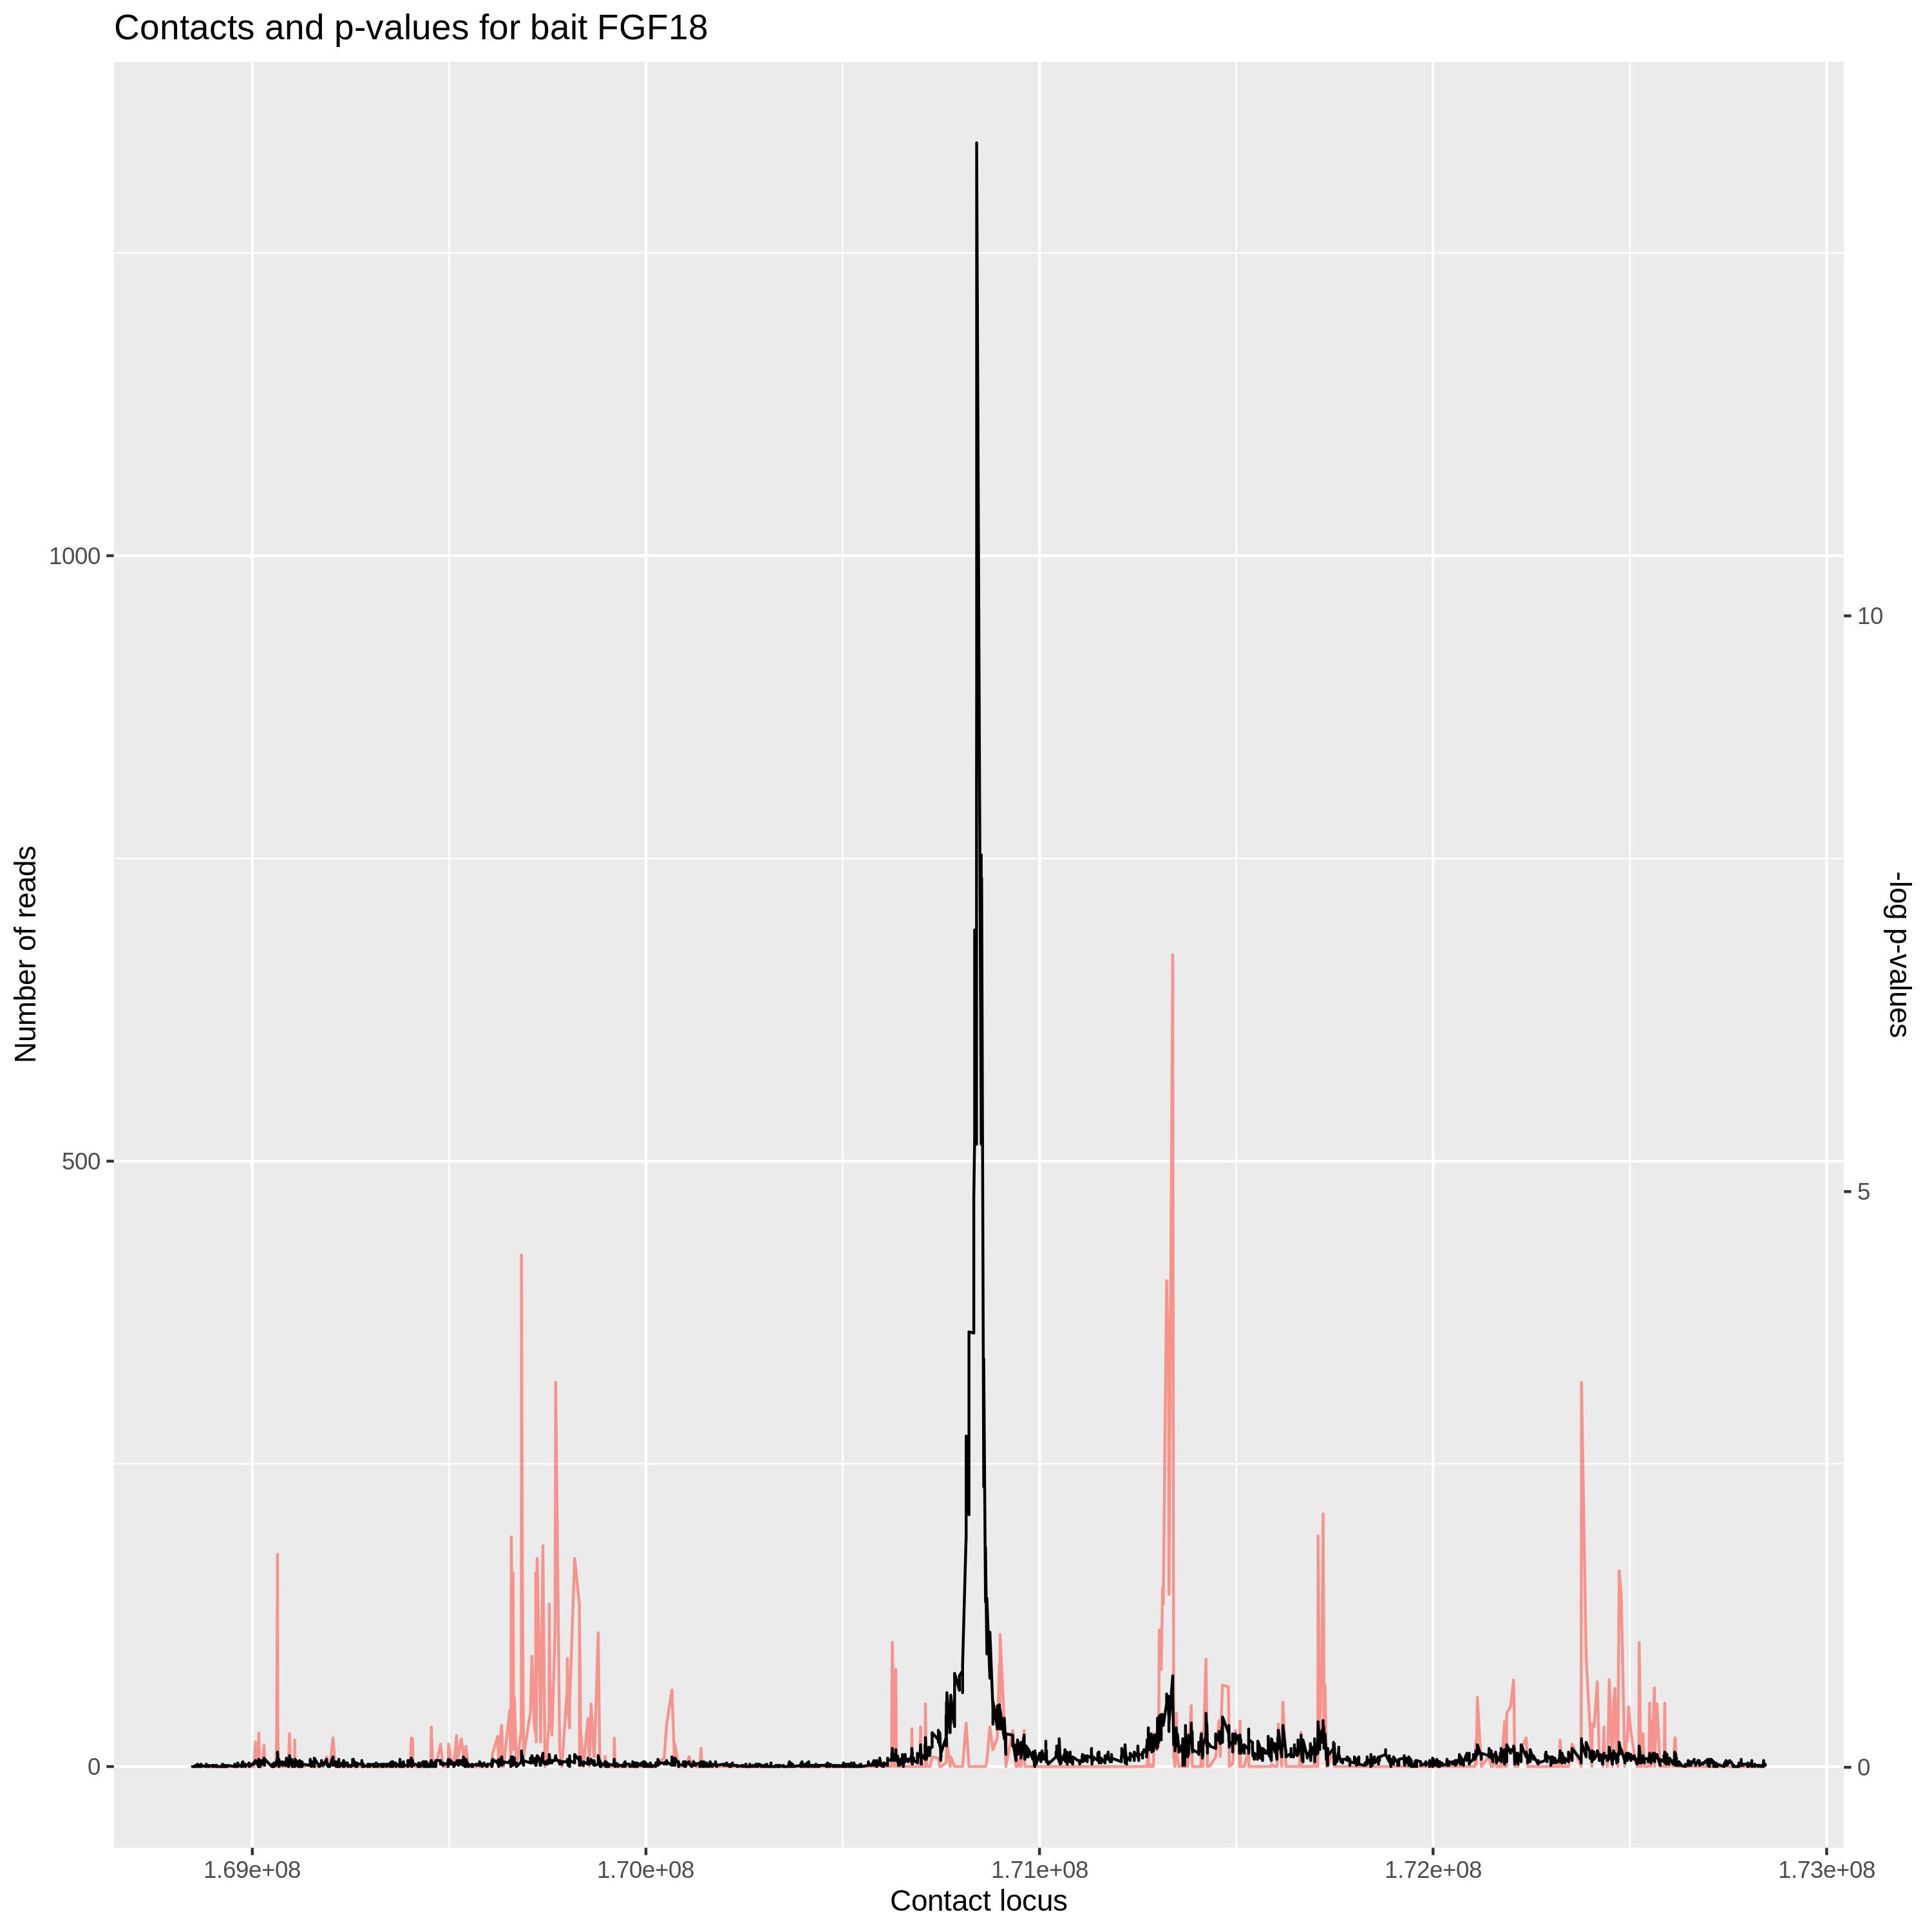 Contacts and p-values for bait FGF18
Number of reads
1000
500
0
10
5
0
-log p-values
1.69e+08
1.70e+08
1.71e+08
1.72e+08
1.73e+08
Contact locus